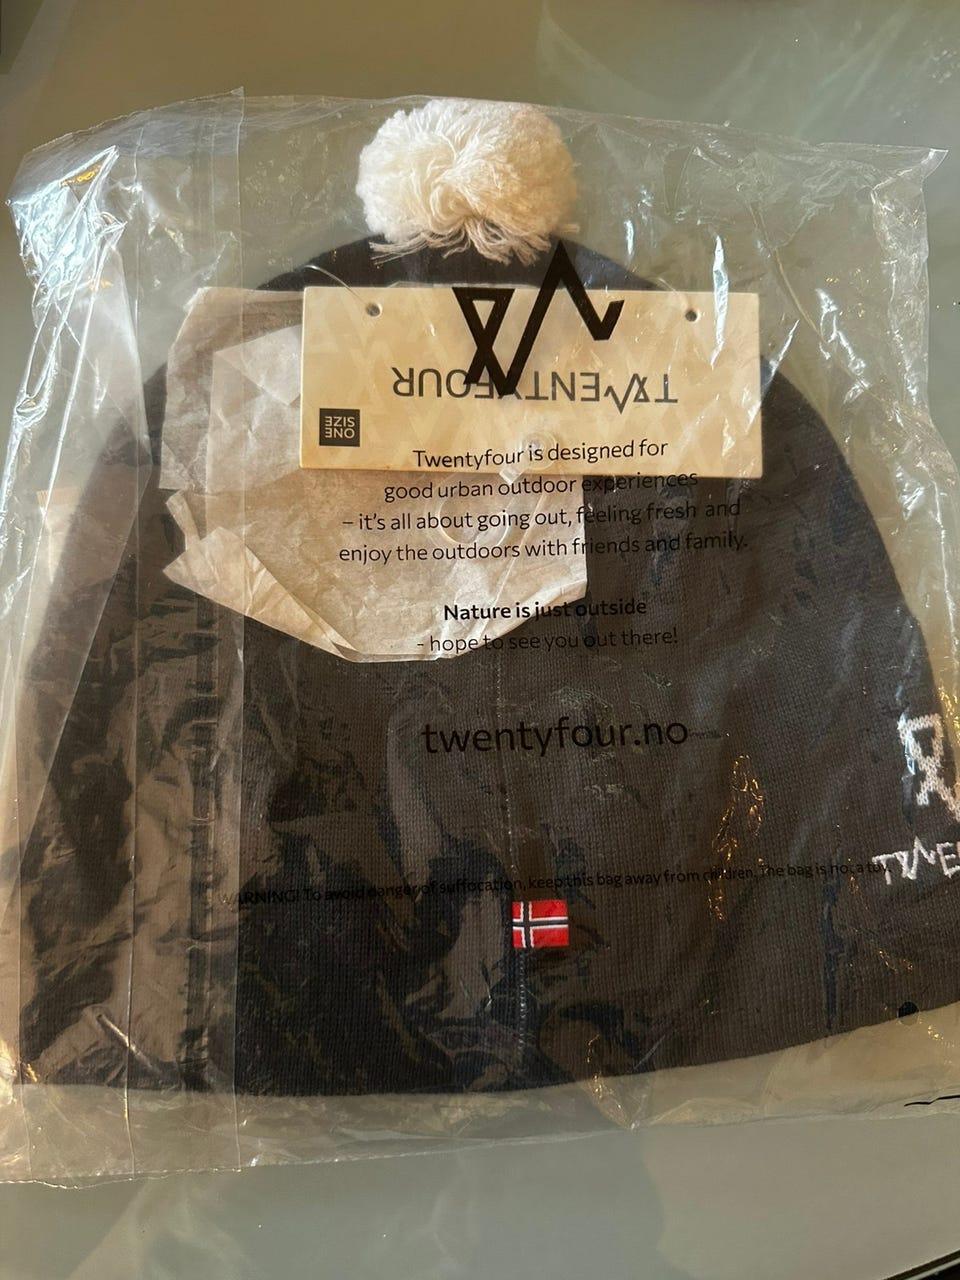 TWENTYFOUR
ONE
SIZE
Twentyfour is designed for
good urban outdoor experiences
– it's all about going out, feeling fresh and
enjoy the outdoors with friends and family.
Nature is just outside
- hope to see you out there!
twentyfour.no
TWE
WARNING! To avoid danger of suffocation, keep this bag away from children. The bag is not a toy.